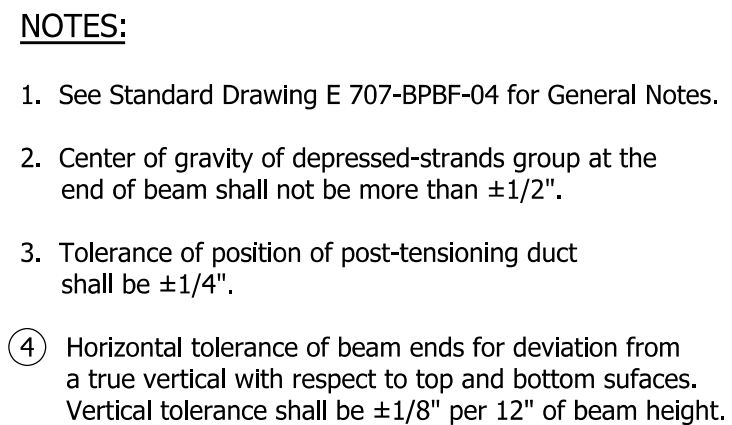 NOTES:
1. See Standard Drawing E 707-BPBF-04 for General Notes.
2. Center of gravity of depressed-strands group at the
end of beam shall not be more than ±1/2".
3. Tolerance of position of post-tensioning duct
shall be ±1/4".
4 Horizontal tolerance of beam ends for deviation from
a true vertical with respect to top and bottom sufaces.
Vertical tolerance shall be ±1/8" per 12" of beam height.